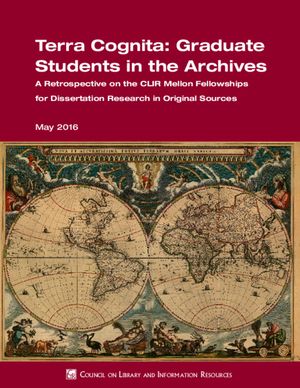 Terra Cognita: Graduate
Students in the Archives
A Retrospective on the CLIR Mellon Fellowships
for Dissertation Research in Original Sources
May 2016
Council on Library and Information Resources